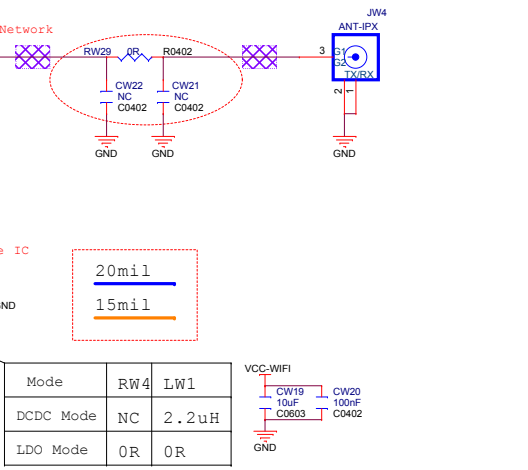 Network
JW4
ANT-IPX
RW29 0R R0402
3 G1
G2
TX/RX
2 1
CW22
NC
C0402
CW21
NC
C0402
GND
GND
GND
e IC
20mil
15mil
GND
Mode RW4 LW1
DCDC Mode NC 2.2uH
LDO Mode 0R 0R
VCC-WIFI
CW19
10uF
C0603
CW20
100nF
C0402
GND